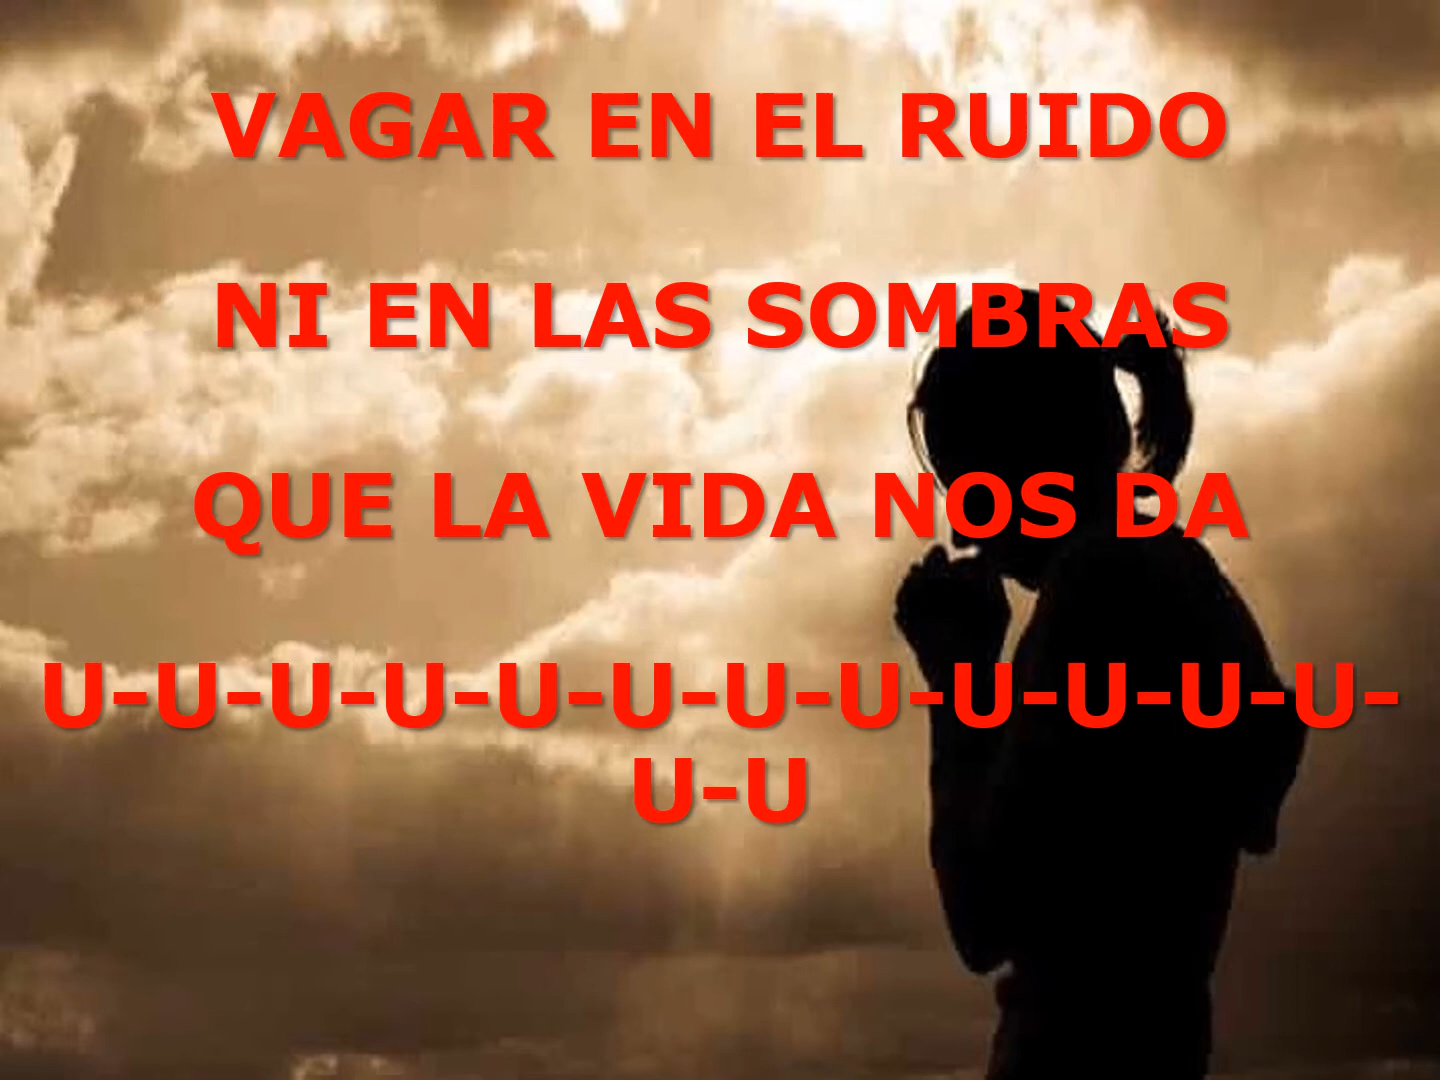 VAGAR EN EL RUIDO
NI EN LAS SOMBRAS
QUE LA VIDA NOS DA
U-U-U-U-U-U-U-U-U-U-U-U-
U-U